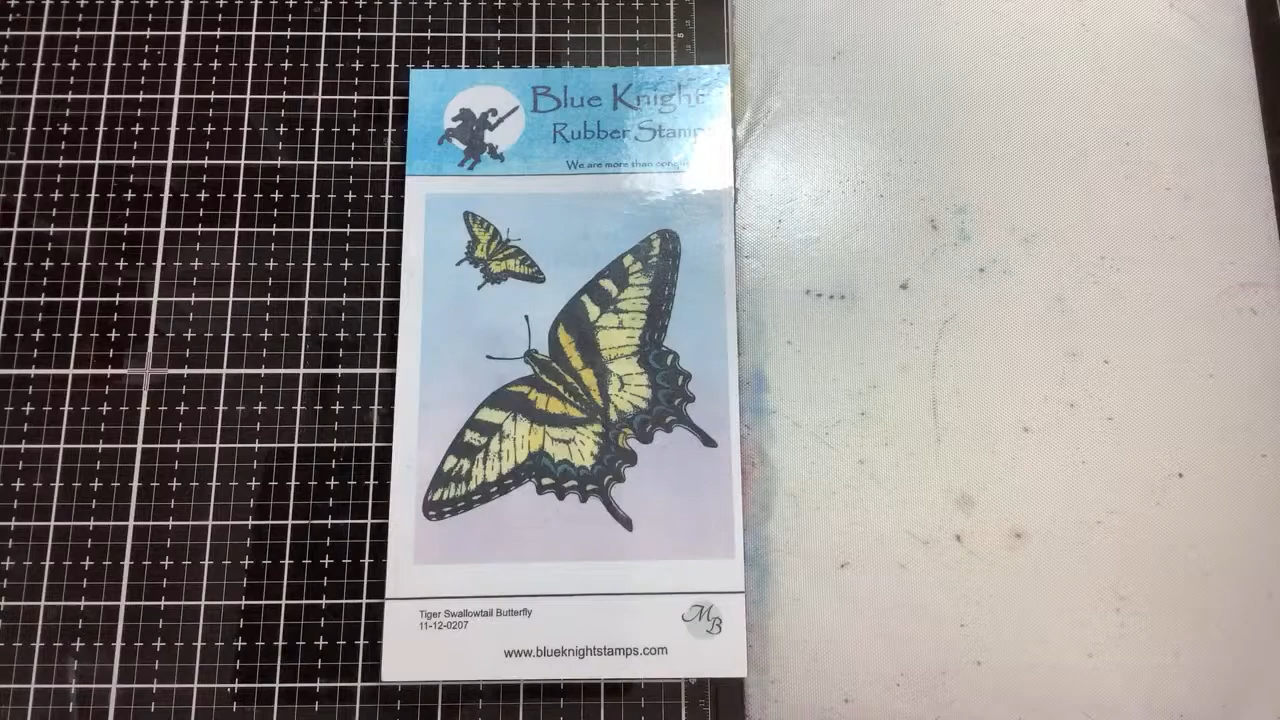 Blue Knight
Rubber Stamp
We are more than
Tiger Swallowtail Butterfly
11-12-0207
MB
www.blueknightstamps.com